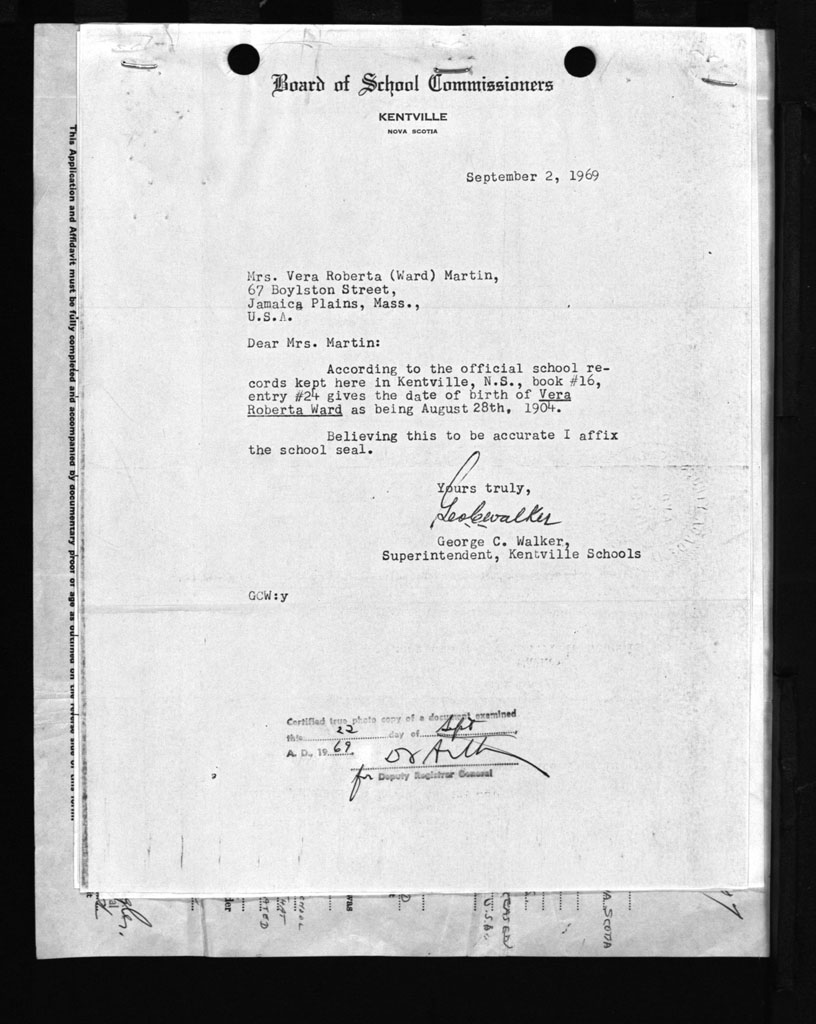 Board of School Commissioners
KENTVILLE
NOVA SCOTIA
September 2, 1969
Mrs. Vera Roberta (Ward) Martin,
67 Boylston Street,
Jamaica Plains, Mass.,
U.S.A.
Dear Mrs. Martin:
According to the official school re-
cords kept here in Kentville, N.S., book #16,
entry #24 gives the date of birth of Vera
Roberta Ward as being August 28th, 1904.
Believing this to be accurate I affix
the school seal.
Yours truly,
Geo C Walker
George C. Walker,
Superintendent, Kentville Schools
GCW:y
Certified true photo copy of a document examined
this 22 day of Sept
A. D., 19 69
for Deputy Registrar General
This Application and Affidavit must be fully completed and accompanied by documentary proof of age as outlined on the reverse side of this form
was